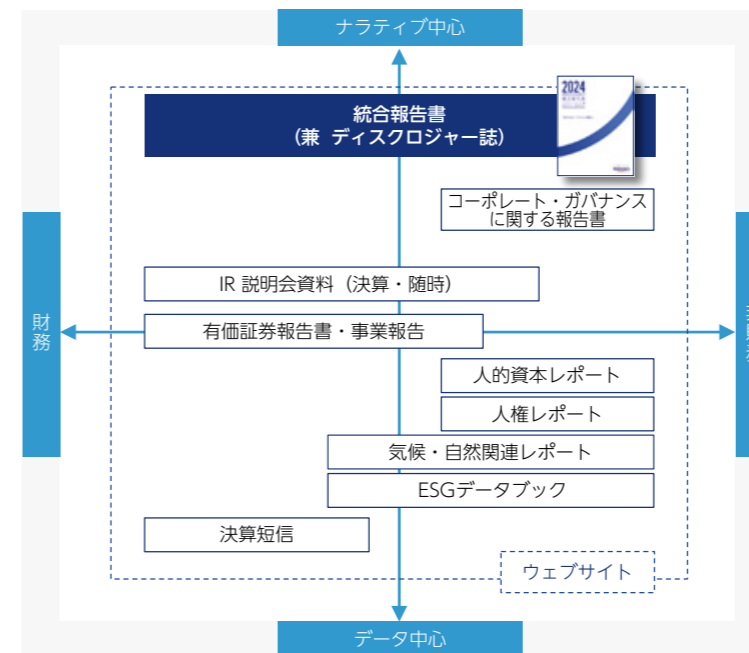 ナラティブ中心
統合報告書
（兼 ディスクロジャー誌）
2024
コーポレート・ガバナンス
に関する報告書
IR 説明会資料（決算・随時）
財務
有価証券報告書・事業報告
人的資本レポート
人権レポート
気候・自然関連レポート
ESGデータブック
決算短信
ウェブサイト
データ中心